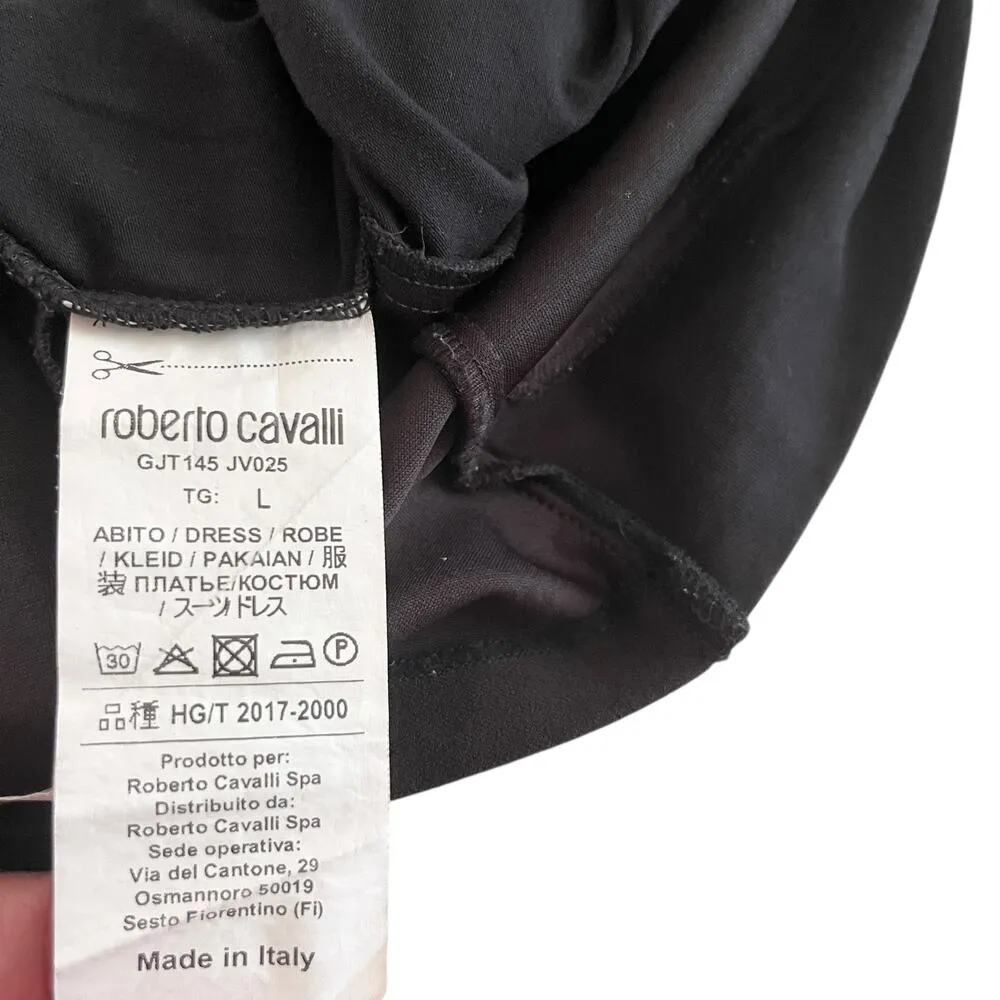 roberto cavalli
GJT145 JV025
TG: L
ABITO / DRESS / ROBE
/ KLEID / PAKAIAN / 服
装 ПЛАТЬЕ/КОСТЮМ
/ スーツ/ドレス
30 P
品種 HG/T 2017-2000
Prodotto per:
Roberto Cavalli Spa
Distribuito da:
Roberto Cavalli Spa
Sede operativa:
Via del Cantone, 29
Osmannoro 50019
Sesto Fiorentino (Fi)
Made in Italy